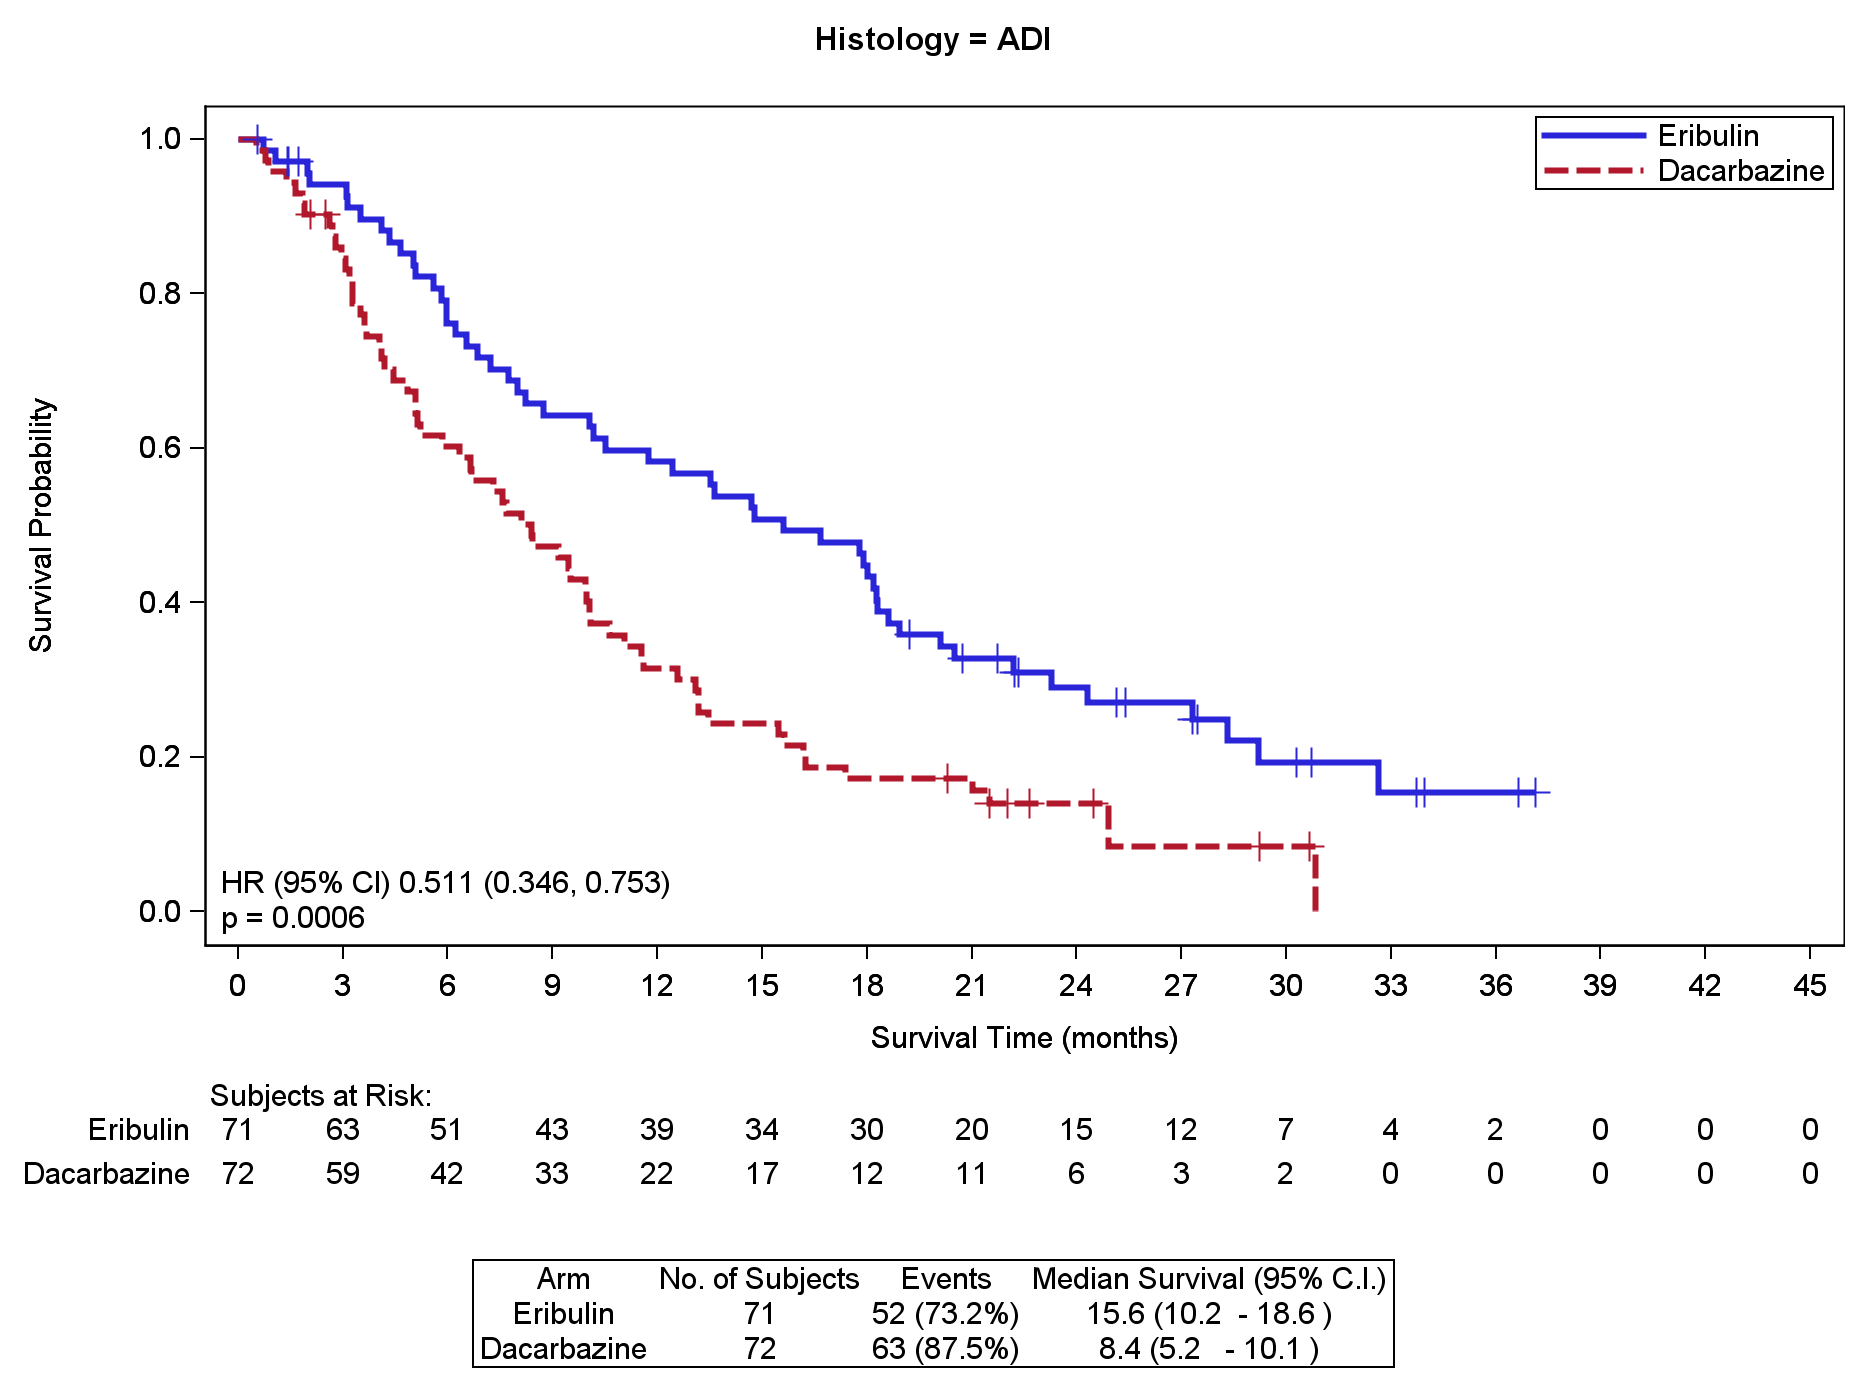 Histology = ADI
Eribulin
Dacarbazine
Survival Probability
1.0
0.8
0.6
0.4
0.2
0.0
HR (95% CI) 0.511 (0.346, 0.753)
p = 0.0006
0 3 6 9 12 15 18 21 24 27 30 33 36 39 42 45
Survival Time (months)
Subjects at Risk:
Eribulin 71 63 51 43 39 34 30 20 15 12 7 4 2 0 0 0
Dacarbazine 72 59 42 33 22 17 12 11 6 3 2 0 0 0 0 0
Arm No. of Subjects Events Median Survival (95% C.I.)
Eribulin 71 52 (73.2%) 15.6 (10.2 - 18.6 )
Dacarbazine 72 63 (87.5%) 8.4 (5.2 - 10.1 )